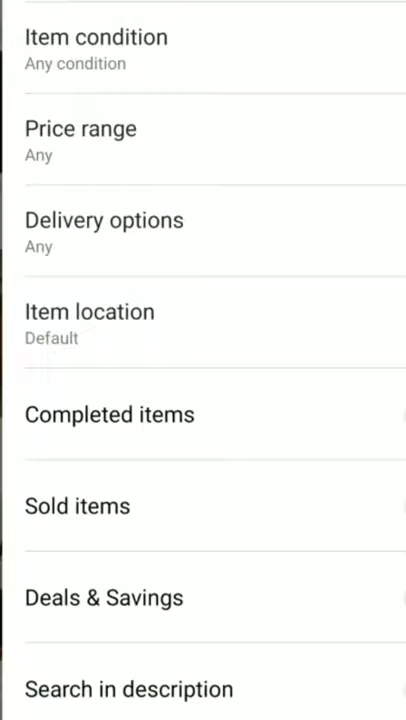 Item condition
Any condition
Price range
Any
Delivery options
Any
Item location
Default
Completed items
Sold items
Deals & Savings
Search in description